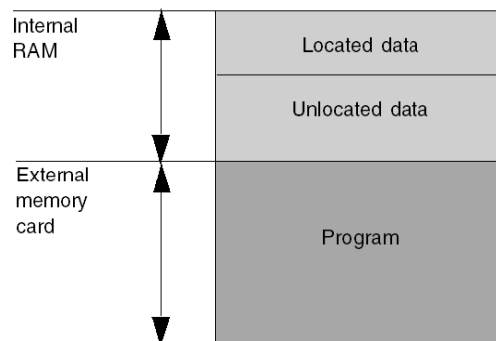 Internal
RAM
Located data
Unlocated data
External
memory
card
Program